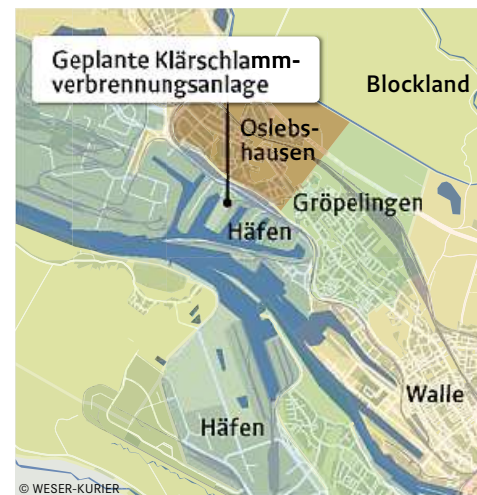 Geplante Klärschlamm-
verbrennungsanlage
Blockland
Oslebs-
hausen
Gröpelingen
Häfen
Walle
Häfen
© WESER-KURIER